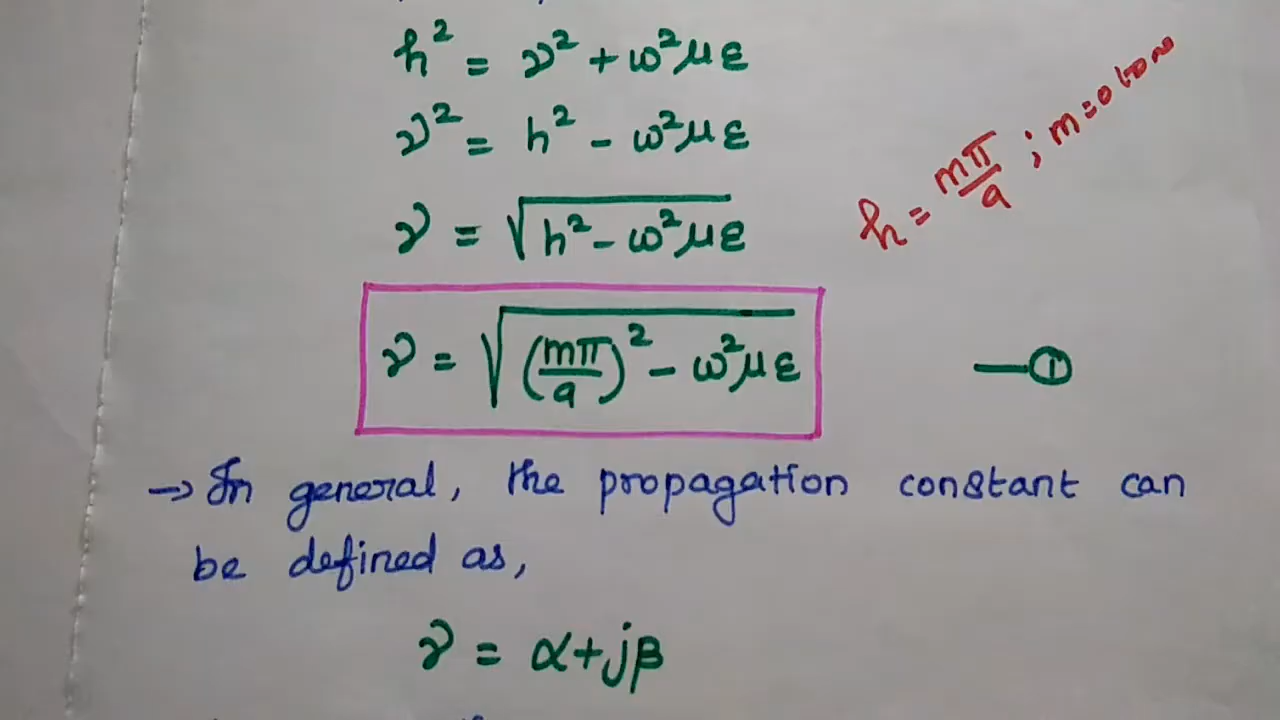 h² = γ² + ω²με
γ² = h² - ω²με
γ = √(h² - ω²με)
h = mπ/a ; m = 0 to ∞
γ = √((mπ/a)² - ω²με) —①
→ In general, the propagation constant can
be defined as,
γ = α+jβ